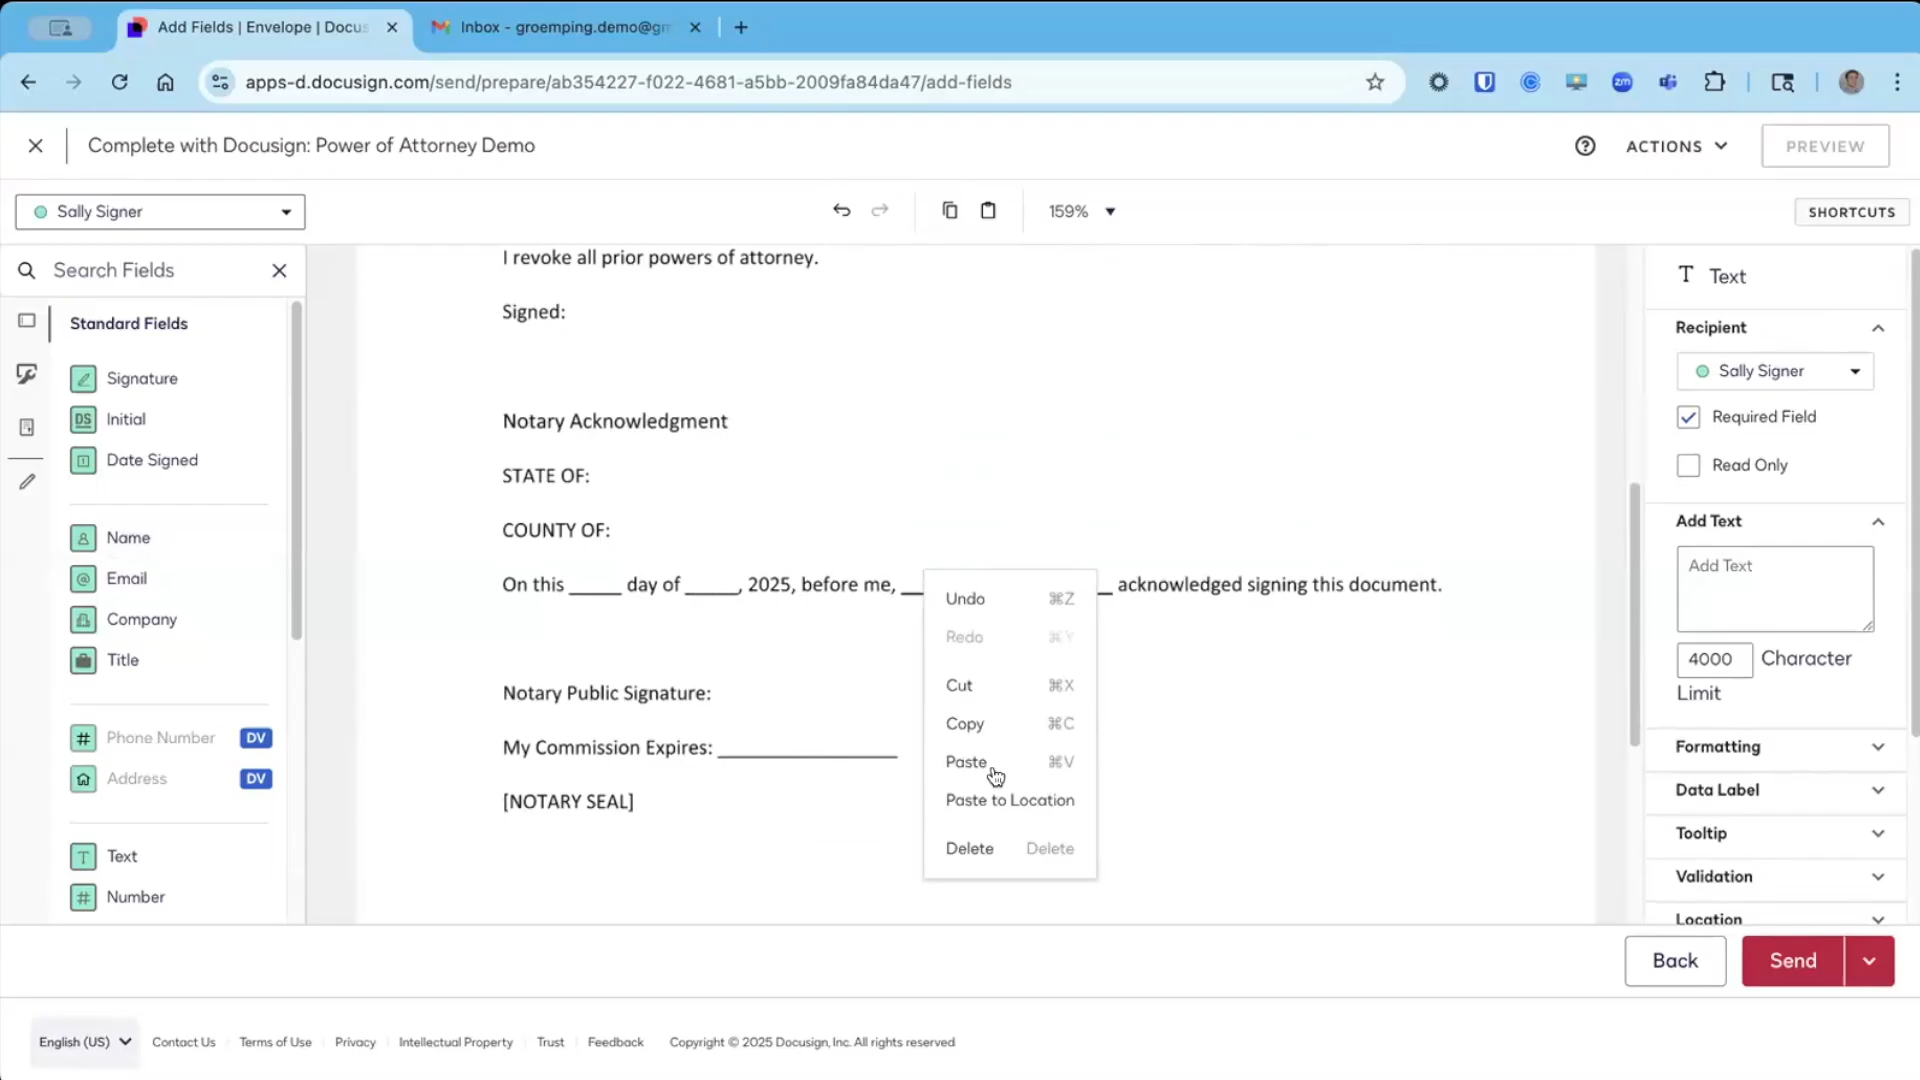 Add Fields | Envelope | Docus
Inbox - groemping.demo@gm
apps-d.docusign.com/send/prepare/ab354227-f022-4681-a5bb-2009fa84da47/add-fields
zm
Complete with Docusign: Power of Attorney Demo
ACTIONS
PREVIEW
Sally Signer
159%
SHORTCUTS
Search Fields
Standard Fields
Signature
DS Initial
Date Signed
Name
Email
Company
Title
Phone Number DV
Address DV
Text
Number
I revoke all prior powers of attorney.
Signed:
Notary Acknowledgment
STATE OF:
COUNTY OF:
On this _____ day of _____, 2025, before me, __ __ acknowledged signing this document.
Notary Public Signature:
My Commission Expires: _________________
[NOTARY SEAL]
Undo ⌘Z
Redo ⌘Y
Cut ⌘X
Copy ⌘C
Paste ⌘V
Paste to Location
Delete Delete
T Text
Recipient
Sally Signer
Required Field
Read Only
Add Text
Add Text
4000 Character
Limit
Formatting
Data Label
Tooltip
Validation
Location
Back
Send
English (US)
Contact Us
Terms of Use
Privacy
Intellectual Property
Trust
Feedback
Copyright © 2025 Docusign, Inc. All rights reserved